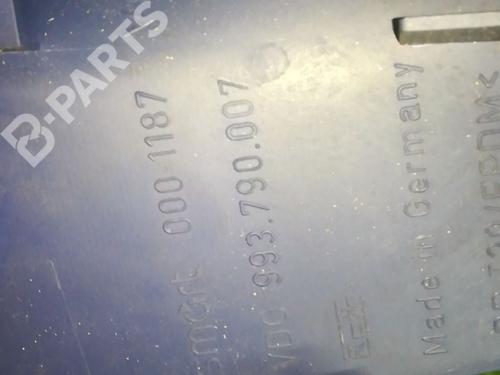 smart 000 1187
VDO 993.790.007
Made in Germany
B-PARTS